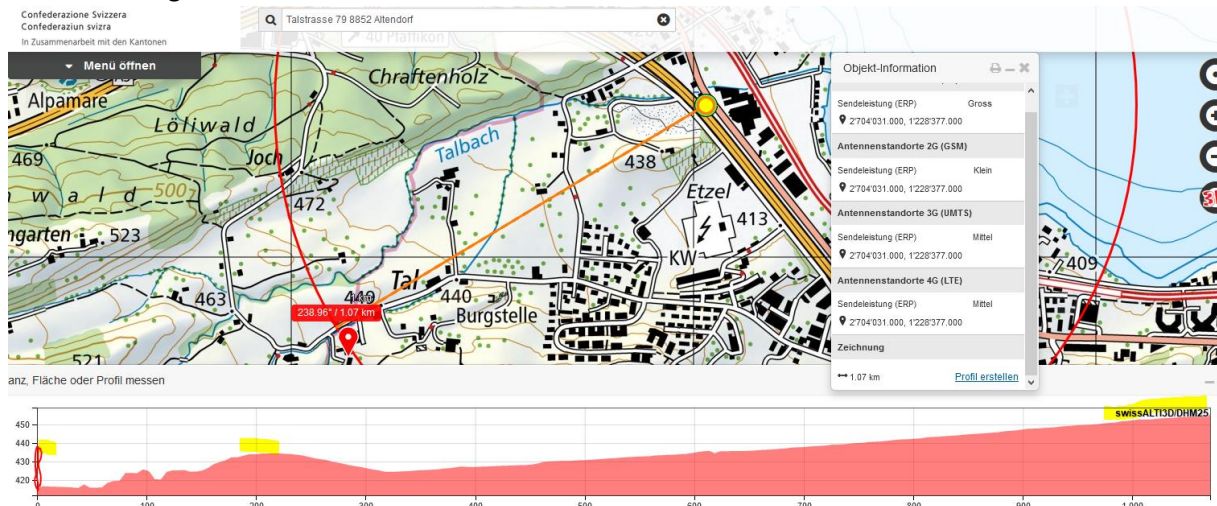 Confederazione Svizzera
Confederaziun svizra
In Zusammenarbeit mit den Kantonen
Talstrasse 79 8852 Altendorf
40 Pfäffikon
Menü öffnen
Alpamare
Chraftenholz
Löliwald
Joch
Talbach
469
500
472
438
Etzel
413
w a l d
ngarten
523
KW
409
463
Tal
440
Burgstelle
238.96° / 1.07 km
521
Objekt-Information
Sendeleistung (ERP) Gross
2'704'031.000, 1'228'377.000
Antennenstandorte 2G (GSM)
Sendeleistung (ERP) Klein
2'704'031.000, 1'228'377.000
Antennenstandorte 3G (UMTS)
Sendeleistung (ERP) Mittel
2'704'031.000, 1'228'377.000
Antennenstandorte 4G (LTE)
Sendeleistung (ERP) Mittel
2'704'031.000, 1'228'377.000
Zeichnung
1.07 km Profil erstellen
anz, Fläche oder Profil messen
swissALTI3D/DHM25
450
440
430
420
0 100 200 300 400 500 600 700 800 900 1.000